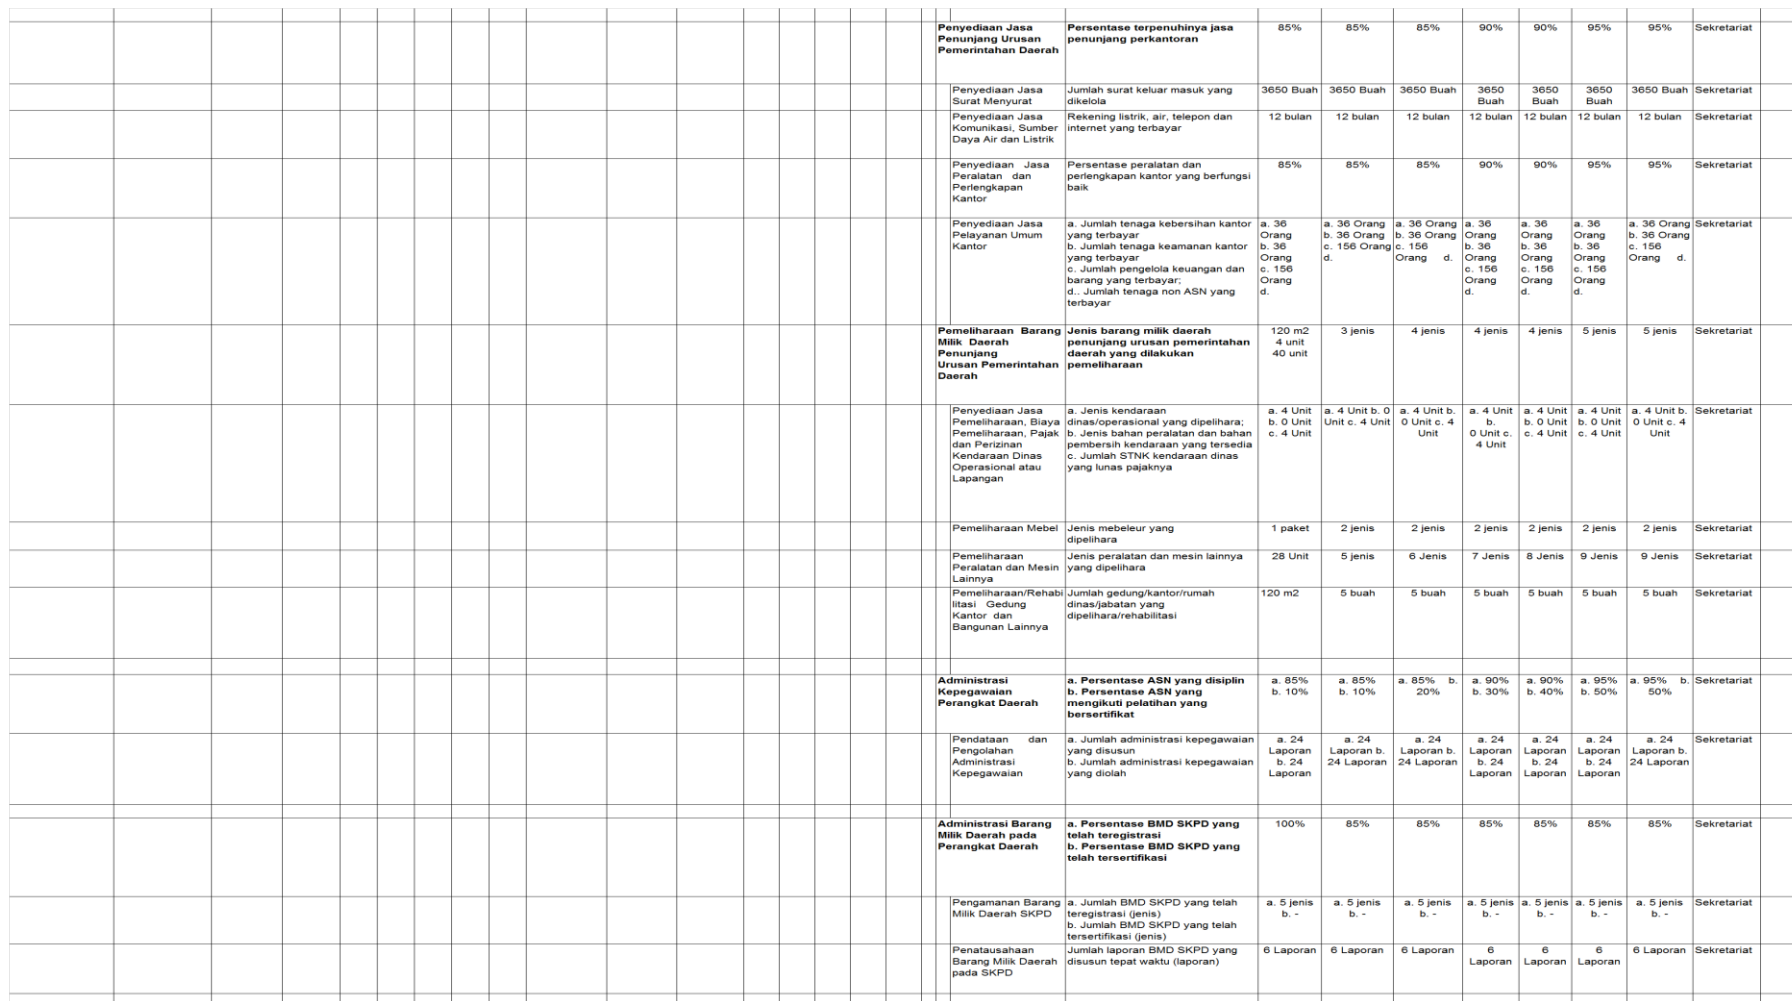 Penyediaan Jasa Persentase terpenuhinya jasa 85% 85% 85% 90% 90% 95% 95% Sekretariat
Penunjang Urusan penunjang perkantoran
Pemerintahan Daerah
Penyediaan Jasa Jumlah surat keluar masuk yang 3650 Buah 3650 Buah 3650 Buah 3650 3650 3650 3650 Buah Sekretariat
Surat Menyurat dikelola Buah Buah Buah
Penyediaan Jasa Rekening listrik, air, telepon dan 12 bulan 12 bulan 12 bulan 12 bulan 12 bulan 12 bulan 12 bulan Sekretariat
Komunikasi, Sumber internet yang terbayar
Daya Air dan Listrik
Penyediaan Jasa Persentase peralatan dan 85% 85% 85% 90% 90% 95% 95% Sekretariat
Peralatan dan perlengkapan kantor yang berfungsi
Perlengkapan baik
Kantor
Penyediaan Jasa a. Jumlah tenaga kebersihan kantor a. 36 a. 36 Orang a. 36 Orang a. 36 a. 36 a. 36 a. 36 Orang Sekretariat
Pelayanan Umum yang terbayar Orang b. 36 Orang b. 36 Orang Orang Orang Orang b. 36 Orang
Kantor b. Jumlah tenaga keamanan kantor b. 36 c. 156 Orang c. 156 b. 36 b. 36 b. 36 c. 156
yang terbayar Orang d. Orang d. Orang Orang Orang Orang d.
c. Jumlah pengelola keuangan dan c. 156 c. 156 c. 156 c. 156
barang yang terbayar; Orang Orang Orang Orang
d.. Jumlah tenaga non ASN yang d. d. d. d.
terbayar
Pemeliharaan Barang Jenis barang milik daerah 120 m2 3 jenis 4 jenis 4 jenis 4 jenis 5 jenis 5 jenis Sekretariat
Milik Daerah penunjang urusan pemerintahan 4 unit
Penunjang daerah yang dilakukan 40 unit
Urusan Pemerintahan pemeliharaan
Daerah
Penyediaan Jasa a. Jenis kendaraan a. 4 Unit a. 4 Unit b. 0 a. 4 Unit b. a. 4 Unit a. 4 Unit a. 4 Unit a. 4 Unit b. Sekretariat
Pemeliharaan, Biaya dinas/operasional yang dipelihara; b. 0 Unit Unit c. 4 Unit 0 Unit c. 4 b. b. 0 Unit b. 0 Unit 0 Unit c. 4
Pemeliharaan, Pajak b. Jenis bahan peralatan dan bahan c. 4 Unit Unit 0 Unit c. c. 4 Unit c. 4 Unit Unit
dan Perizinan pembersih kendaraan yang tersedia 4 Unit
Kendaraan Dinas c. Jumlah STNK kendaraan dinas
Operasional atau yang lunas pajaknya
Lapangan
Pemeliharaan Mebel Jenis mebeleur yang 1 paket 2 jenis 2 jenis 2 jenis 2 jenis 2 jenis 2 jenis Sekretariat
dipelihara
Pemeliharaan Jenis peralatan dan mesin lainnya 28 Unit 5 jenis 6 Jenis 7 Jenis 8 Jenis 9 Jenis 9 Jenis Sekretariat
Peralatan dan Mesin yang dipelihara
Lainnya
Pemeliharaan/Rehabi Jumlah gedung/kantor/rumah 120 m2 5 buah 5 buah 5 buah 5 buah 5 buah 5 buah Sekretariat
litasi Gedung dinas/jabatan yang
Kantor dan dipelihara/rehabilitasi
Bangunan Lainnya
Administrasi a. Persentase ASN yang disiplin a. 85% a. 85% a. 85% b. a. 90% a. 90% a. 95% a. 95% b. Sekretariat
Kepegawaian b. Persentase ASN yang b. 10% b. 10% 20% b. 30% b. 40% b. 50% 50%
Perangkat Daerah mengikuti pelatihan yang
bersertifikat
Pendataan dan a. Jumlah administrasi kepegawaian a. 24 a. 24 a. 24 a. 24 a. 24 a. 24 a. 24 Sekretariat
Pengolahan yang disusun Laporan Laporan b. Laporan b. Laporan Laporan Laporan Laporan b.
Administrasi b. Jumlah administrasi kepegawaian b. 24 24 Laporan 24 Laporan b. 24 b. 24 b. 24 24 Laporan
Kepegawaian yang diolah Laporan Laporan Laporan Laporan
Administrasi Barang a. Persentase BMD SKPD yang 100% 85% 85% 85% 85% 85% 85% Sekretariat
Milik Daerah pada telah teregistrasi
Perangkat Daerah b. Persentase BMD SKPD yang
telah tersertifikasi
Pengamanan Barang a. Jumlah BMD SKPD yang telah a. 5 jenis a. 5 jenis a. 5 jenis a. 5 jenis a. 5 jenis a. 5 jenis a. 5 jenis Sekretariat
Milik Daerah SKPD teregistrasi (jenis) b. - b. - b. - b. - b. - b. - b. -
b. Jumlah BMD SKPD yang telah
tersertifikasi (jenis)
Penatausahaan Jumlah laporan BMD SKPD yang 6 Laporan 6 Laporan 6 Laporan 6 6 6 6 Laporan Sekretariat
Barang Milik Daerah disusun tepat waktu (laporan) Laporan Laporan Laporan
pada SKPD